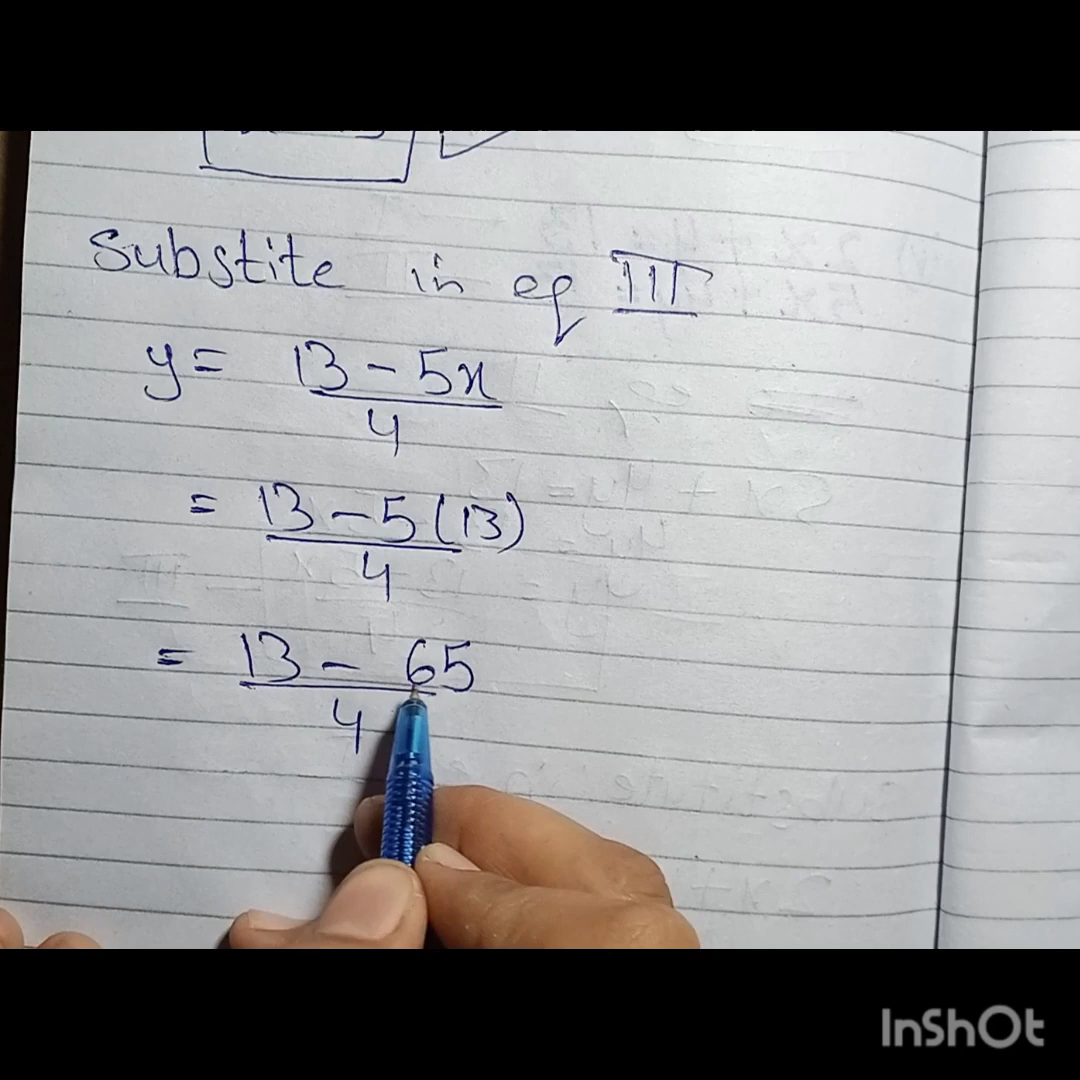 Substite in eq III
y = 13 - 5x
4
= 13 - 5(13)
4
= 13 - 65
4
InShOt